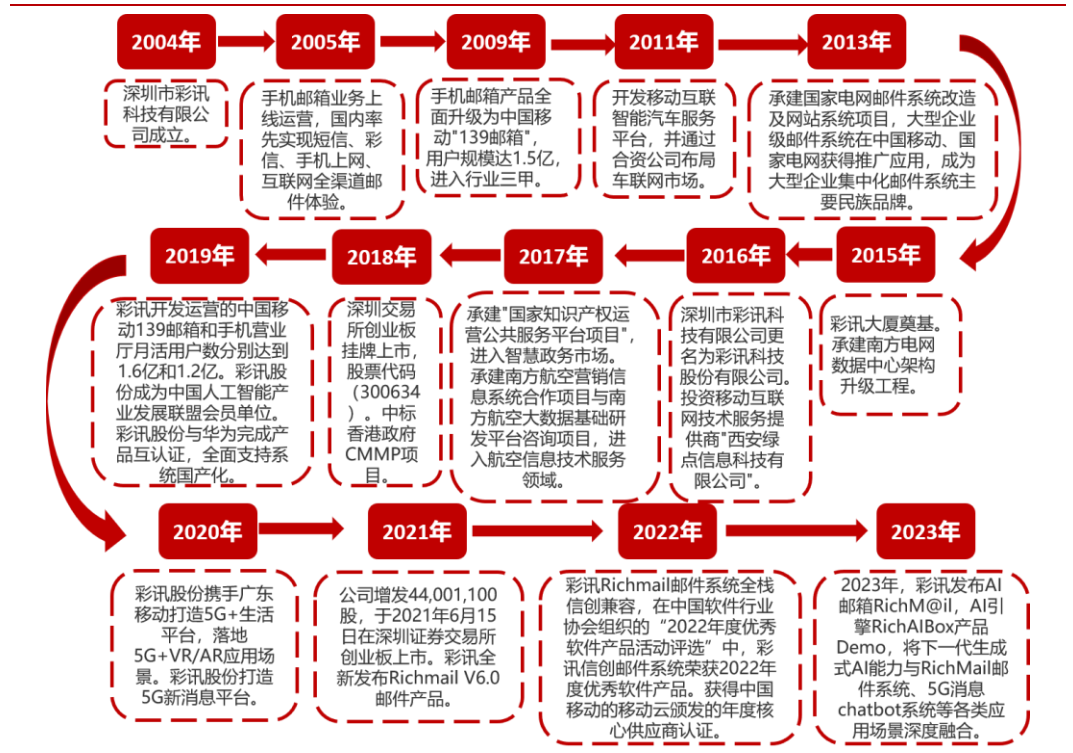 2004年
深圳市彩讯
科技有限公
司成立。
2005年
手机邮箱业务上
线运营，国内率
先实现短信、彩
信、手机上网、
互联网全渠道邮
件体验。
2009年
手机邮箱产品全
面升级为中国移
动"139邮箱"，
用户规模达1.5亿，
进入行业三甲。
2011年
开发移动互联
智能汽车服务
平台，并通过
合资公司布局
车联网市场。
2013年
承建国家电网邮件系统改造
及网站系统项目，大型企业
级邮件系统在中国移动、国
家电网获得推广应用，成为
大型企业集中化邮件系统主
要民族品牌。
2015年
彩讯大厦奠基。
承建南方电网
数据中心架构
升级工程。
2016年
深圳市彩讯科
技有限公司更
名为彩讯科技
股份有限公司。
投资移动互联
网技术服务提
供商"西安绿
点信息科技有
限公司"。
2017年
承建"国家知识产权运
营公共服务平台项目"，
进入智慧政务市场。
承建南方航空营销信
息系统合作项目与南
方航空大数据基础研
发平台咨询项目，进
入航空信息技术服务
领域。
2018年
深圳交易
所创业板
挂牌上市，
股票代码
（300634
）。中标
香港政府
CMMP项
目。
2019年
彩讯开发运营的中国移
动139邮箱和手机营业
厅月活用户数分别达到
1.6亿和1.2亿。彩讯股
份成为中国人工智能产
业发展联盟会员单位。
彩讯股份与华为完成产
品互认证，全面支持系
统国产化。
2020年
彩讯股份携手广东
移动打造5G+生活
平台，落地
5G+VR/AR应用场
景。彩讯股份打造
5G新消息平台。
2021年
公司增发44,001,100
股，于2021年6月15
日在深圳证券交易所
创业板上市。彩讯全
新发布Richmail V6.0
邮件产品。
2022年
彩讯Richmail邮件系统全栈
信创兼容，在中国软件行业
协会组织的“2022年度优秀
软件产品活动评选”中，彩
讯信创邮件系统荣获2022年
度优秀软件产品。获得中国
移动的移动云颁发的年度核
心供应商认证。
2023年
2023年，彩讯发布AI
邮箱RichM@il，AI引
擎RichAIBox产品
Demo，将下一代生成
式AI能力与RichMail邮
件系统、5G消息
chatbot系统等各类应
用场景深度融合。